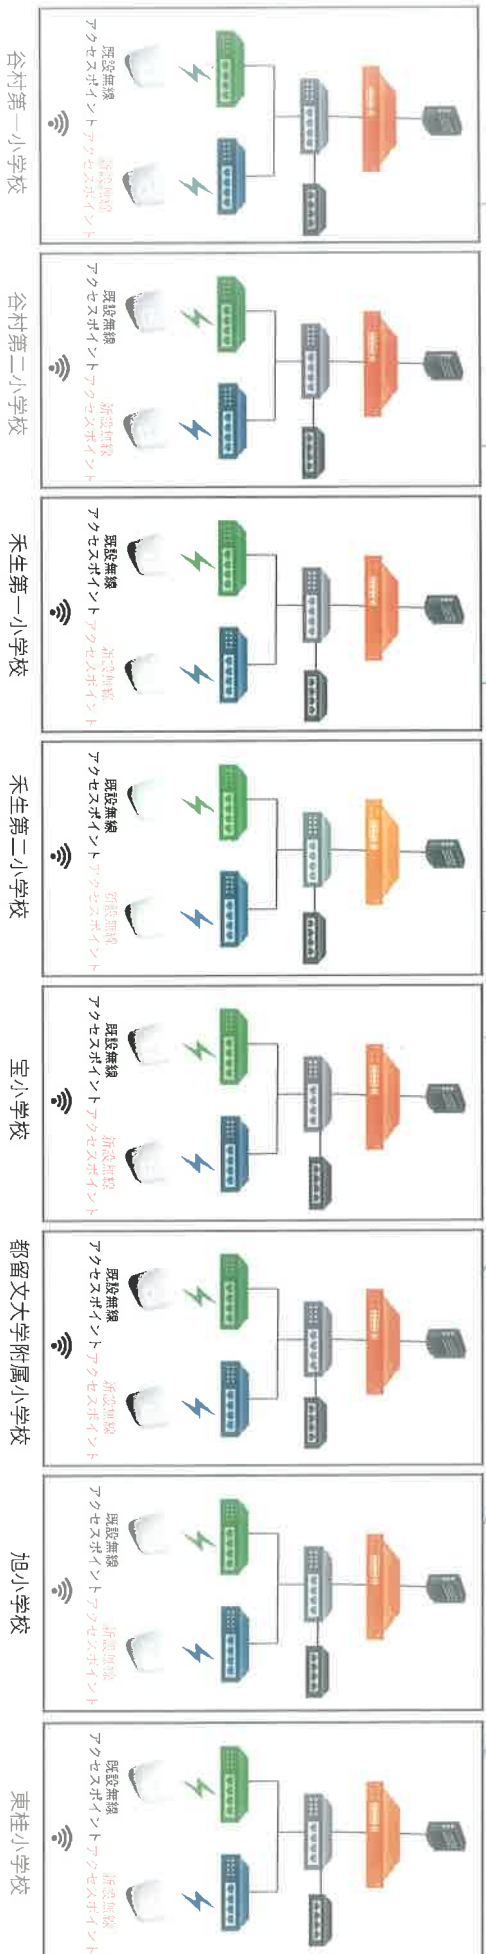 既設無線
アクセスポイント
新設無線
アクセスポイント
谷村第一小学校
既設無線
アクセスポイント
新設無線
アクセスポイント
谷村第二小学校
既設無線
アクセスポイント
新設無線
アクセスポイント
禾生第一小学校
既設無線
アクセスポイント
新設無線
アクセスポイント
禾生第二小学校
既設無線
アクセスポイント
新設無線
アクセスポイント
宝小学校
既設無線
アクセスポイント
新設無線
アクセスポイント
都留文大学附属小学校
既設無線
アクセスポイント
新設無線
アクセスポイント
旭小学校
既設無線
アクセスポイント
新設無線
アクセスポイント
東桂小学校